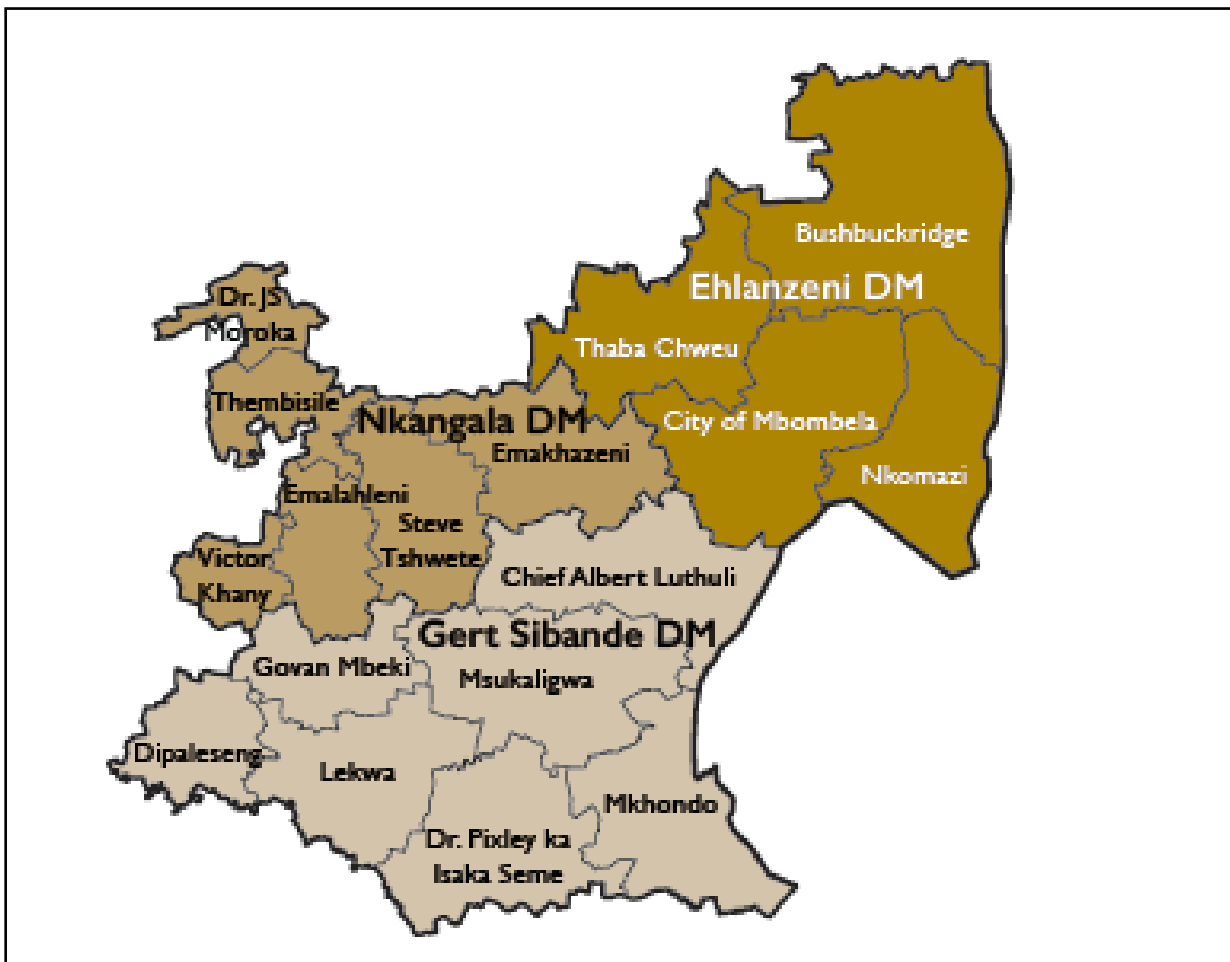 Bushbuckridge
Ehlanzeni DM
Dr. JS
Moroka
Thaba Chweu
Thembisile
Nkangala DM
City of Mbombela
Emakhazeni
Nkomazi
Emalahleni
Steve
Tshwete
Victor
Khany
Chief Albert Luthuli
Gert Sibande DM
Govan Mbeki
Msukaligwa
Dipaleseng
Lekwa
Mkhondo
Dr. Pixley ka
Isaka Seme